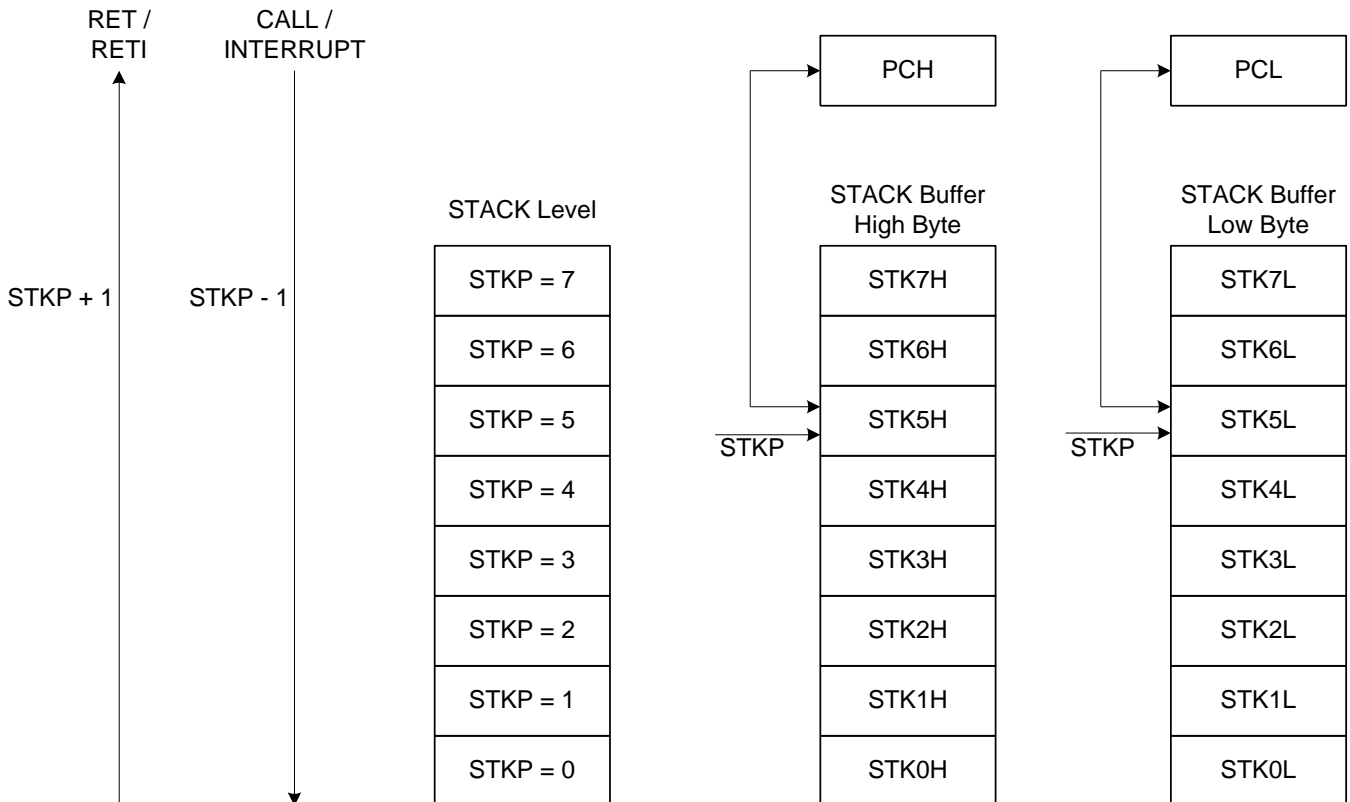 RET /
RETI
CALL /
INTERRUPT
PCH
PCL
STACK Level
STACK Buffer
High Byte
STACK Buffer
Low Byte
STKP + 1
STKP - 1
STKP = 7
STK7H
STK7L
STKP = 6
STK6H
STK6L
STKP = 5
STK5H
STK5L
STKP
STKP
STKP = 4
STK4H
STK4L
STKP = 3
STK3H
STK3L
STKP = 2
STK2H
STK2L
STKP = 1
STK1H
STK1L
STKP = 0
STK0H
STK0L